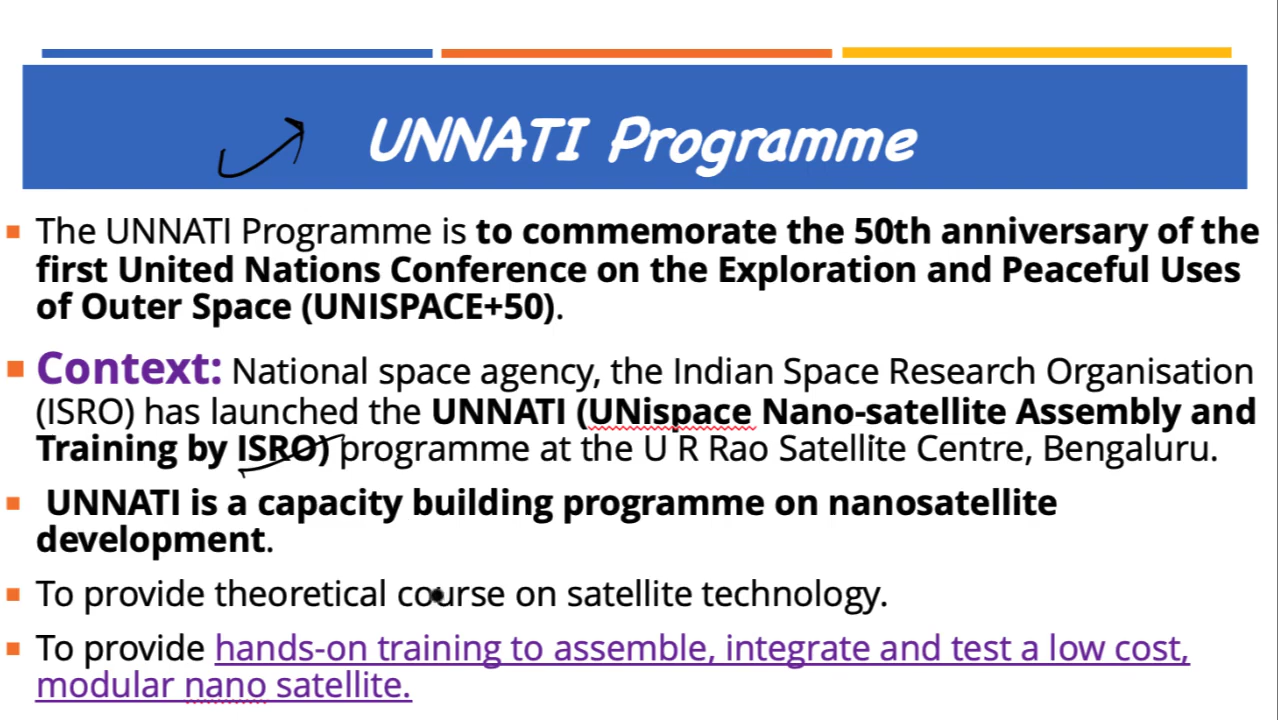 UNNATI Programme
The UNNATI Programme is to commemorate the 50th anniversary of the
first United Nations Conference on the Exploration and Peaceful Uses
of Outer Space (UNISPACE+50).
Context: National space agency, the Indian Space Research Organisation
(ISRO) has launched the UNNATI (UNispace Nano-satellite Assembly and
Training by ISRO) programme at the U R Rao Satellite Centre, Bengaluru.
UNNATI is a capacity building programme on nanosatellite
development.
To provide theoretical course on satellite technology.
To provide hands-on training to assemble, integrate and test a low cost,
modular nano satellite.